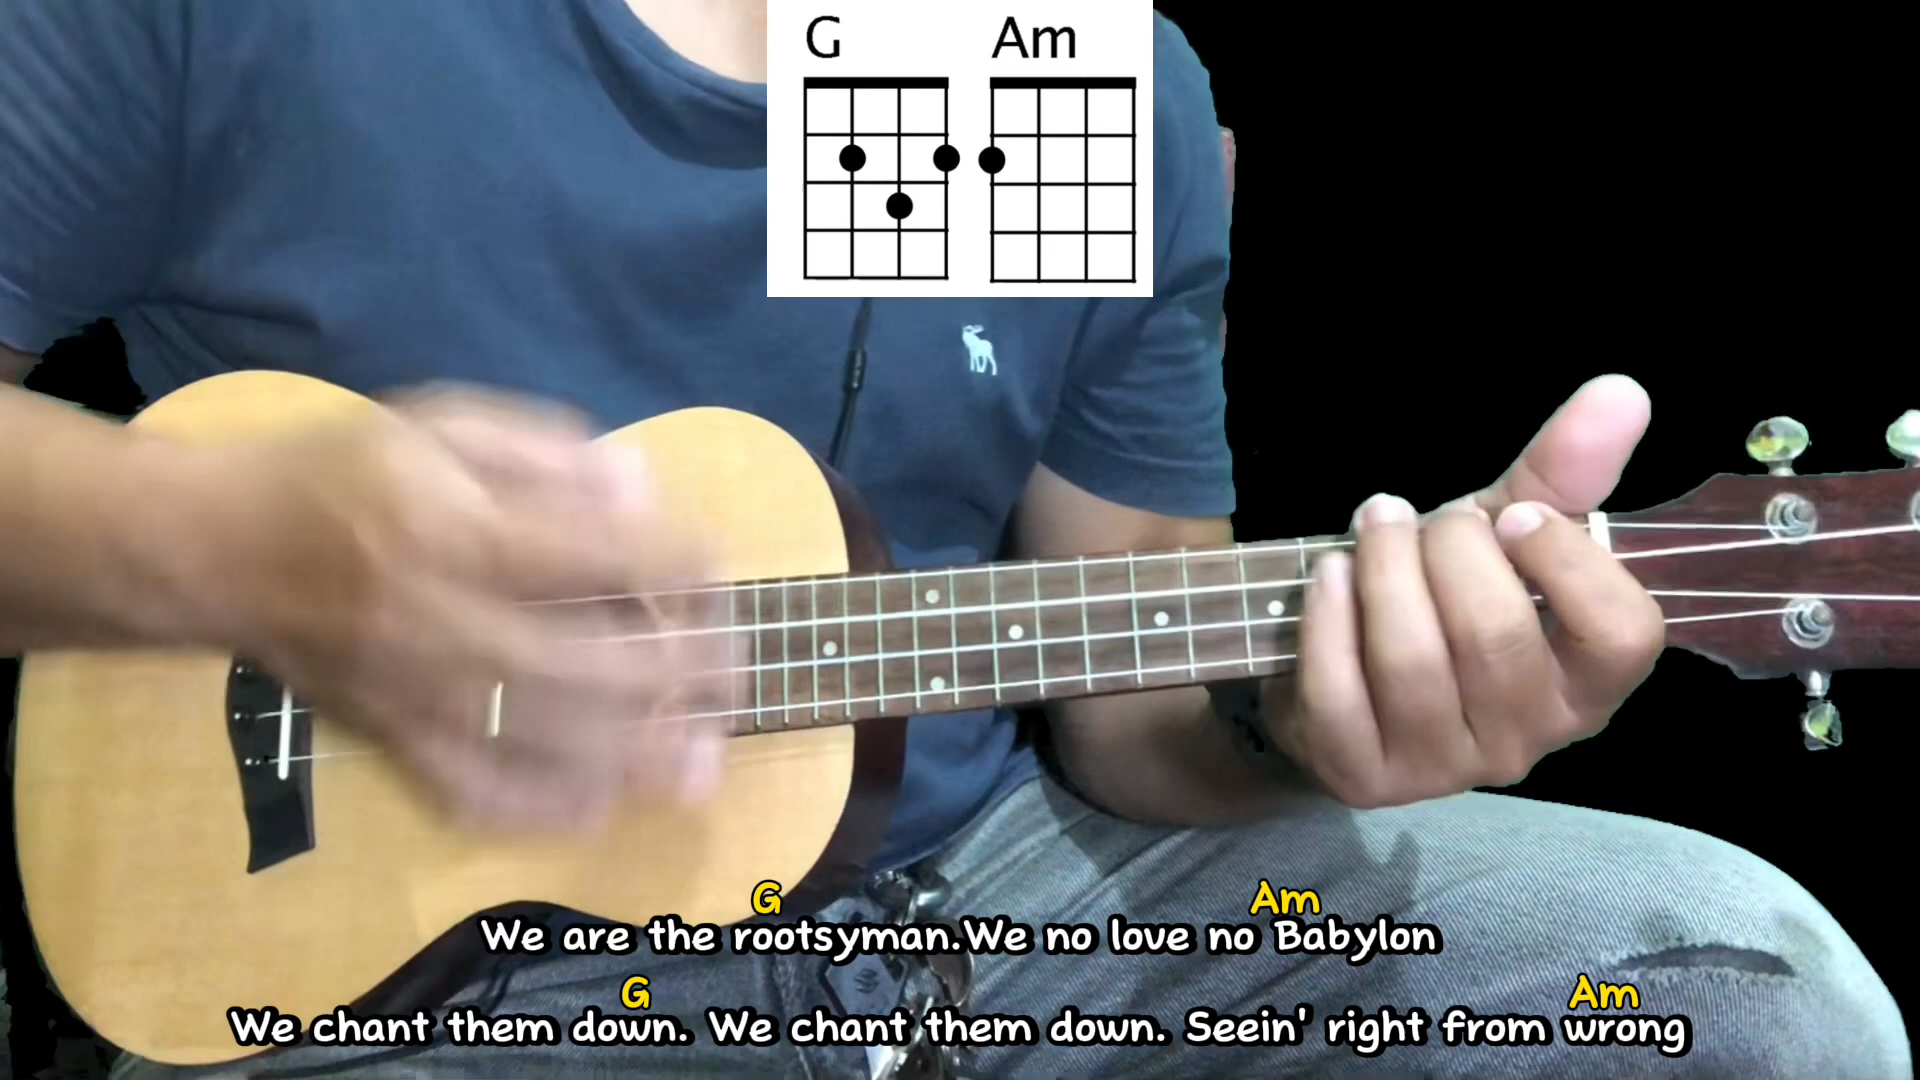 G Am
G Am
We are the rootsyman.We no love no Babylon
G Am
We chant them down. We chant them down. Seein' right from wrong